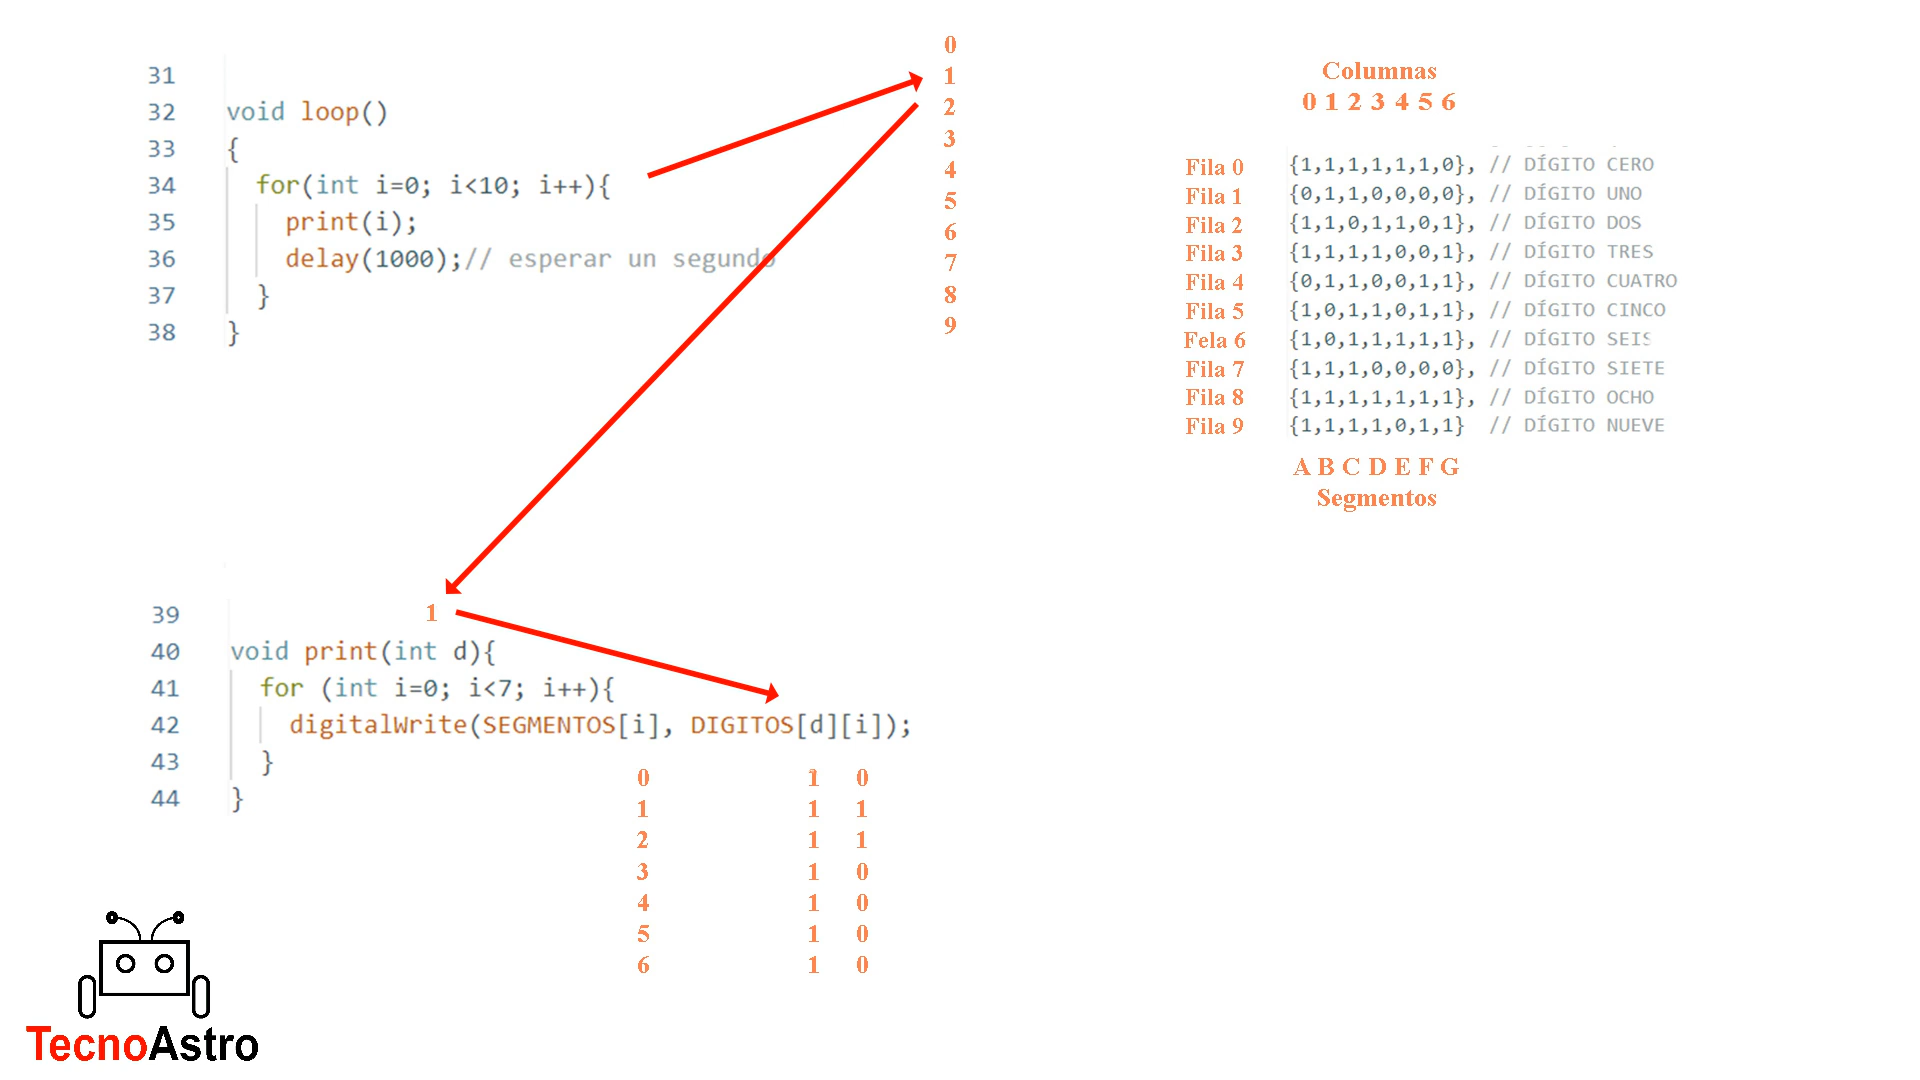 31
32 void loop()
33 {
34 for(int i=0; i<10; i++){
35 print(i);
36 delay(1000);// esperar un segundo
37 }
38 }
0
1
2
3
4
5
6
7
8
9
Columnas
0 1 2 3 4 5 6
Fila 0 {1,1,1,1,1,1,0}, // DÍGITO CERO
Fila 1 {0,1,1,0,0,0,0}, // DÍGITO UNO
Fila 2 {1,1,0,1,1,0,1}, // DÍGITO DOS
Fila 3 {1,1,1,1,0,0,1}, // DÍGITO TRES
Fila 4 {0,1,1,0,0,1,1}, // DÍGITO CUATRO
Fila 5 {1,0,1,1,0,1,1}, // DÍGITO CINCO
Fela 6 {1,0,1,1,1,1,1}, // DÍGITO SEIS
Fila 7 {1,1,1,0,0,0,0}, // DÍGITO SIETE
Fila 8 {1,1,1,1,1,1,1}, // DÍGITO OCHO
Fila 9 {1,1,1,1,0,1,1} // DÍGITO NUEVE
A B C D E F G
Segmentos
1
39
40 void print(int d){
41 for (int i=0; i<7; i++){
42 digitalWrite(SEGMENTOS[i], DIGITOS[d][i]);
43 }
44 }
0 1 0
1 1 1
2 1 1
3 1 0
4 1 0
5 1 0
6 1 0
TecnoAstro